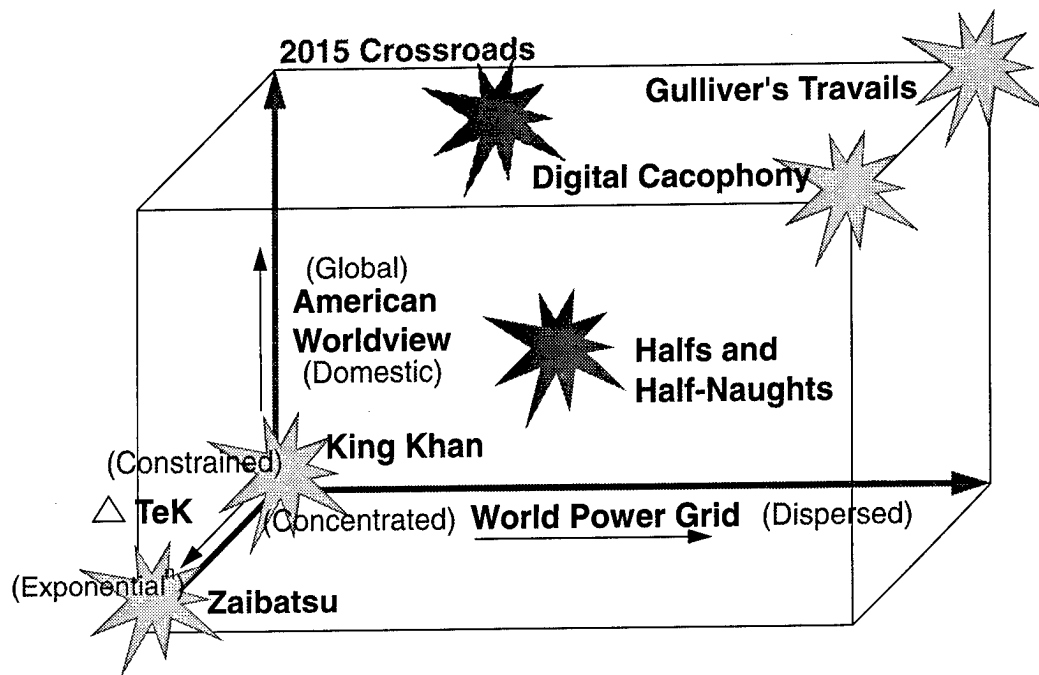 2015 Crossroads
Gulliver's Travails
Digital Cacophony
(Global)
American
Worldview
(Domestic)
Halfs and
Half-Naughts
King Khan
(Constrained)
△ TeK
(Concentrated) World Power Grid (Dispersed)
(Exponentialⁿ)
Zaibatsu